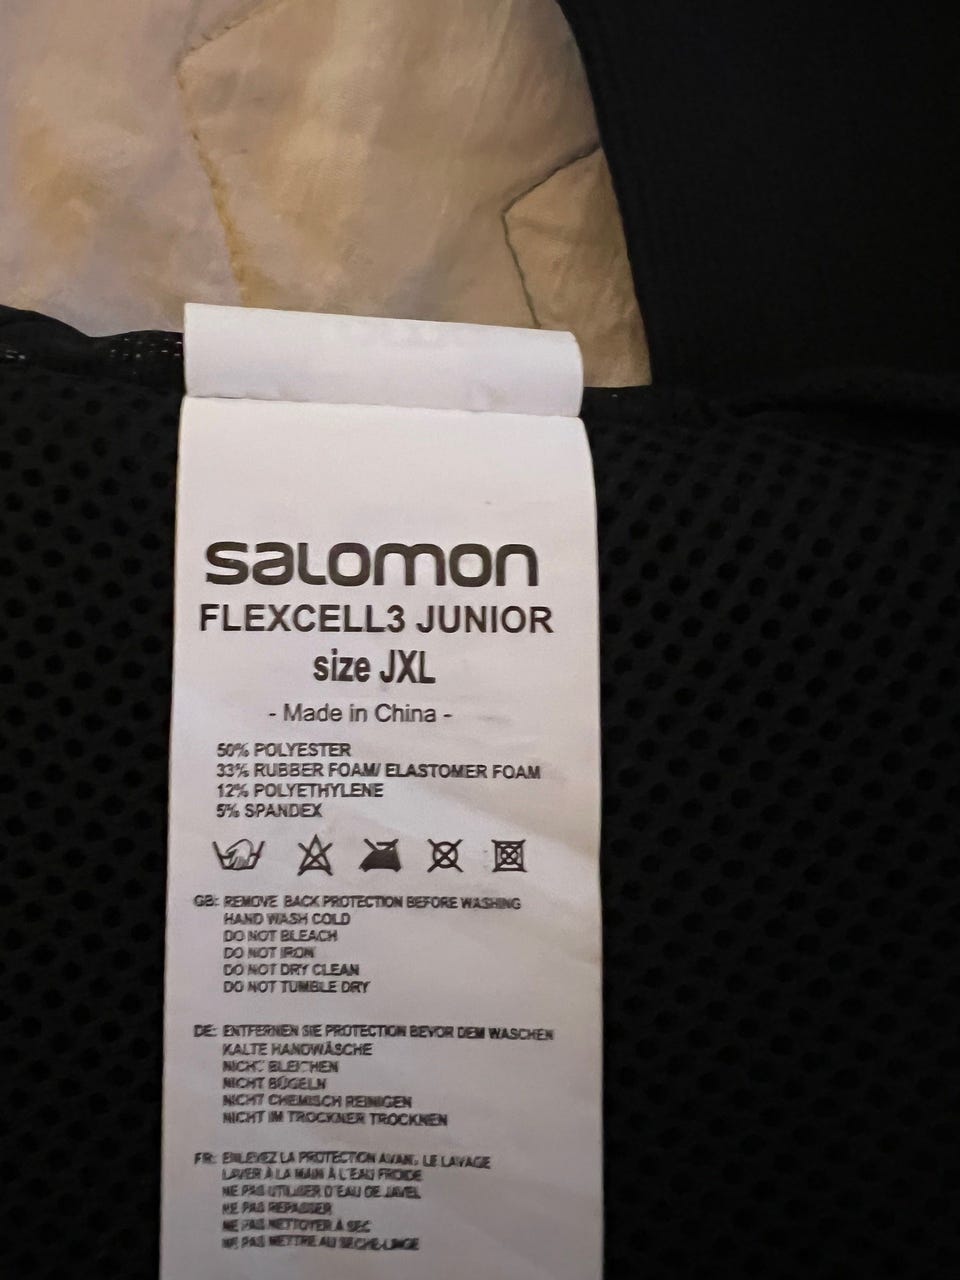 salomon
FLEXCELL3 JUNIOR
size JXL
- Made in China -
50% POLYESTER
33% RUBBER FOAM/ ELASTOMER FOAM
12% POLYETHYLENE
5% SPANDEX
GB: REMOVE BACK PROTECTION BEFORE WASHING
HAND WASH COLD
DO NOT BLEACH
DO NOT IRON
DO NOT DRY CLEAN
DO NOT TUMBLE DRY
DE: ENTFERNEN SIE PROTECTION BEVOR DEM WASCHEN
KALTE HANDWÄSCHE
NICHT BLEICHEN
NICHT BÜGELN
NICHT CHEMISCH REINIGEN
NICHT IM TROCKNER TROCKNEN
FR: ENLEVEZ LA PROTECTION AVANT LE LAVAGE
LAVER À LA MAIN À L'EAU FROIDE
NE PAS UTILISER D'EAU DE JAVEL
NE PAS REPASSER
NE PAS NETTOYER À SEC
NE PAS METTRE AU SECHE-LINGE